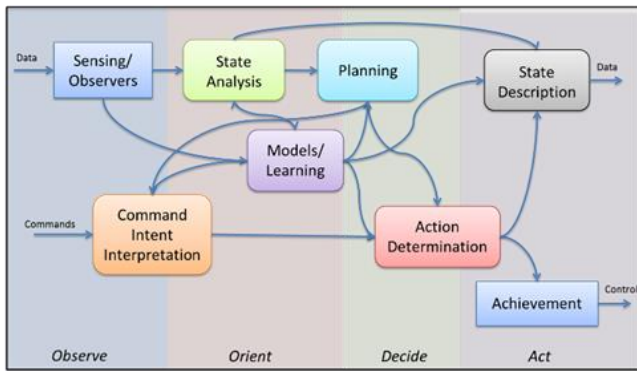 Data
Sensing/
Observers
State
Analysis
Planning
State
Description
Data
Models/
Learning
Commands
Command
Intent
Interpretation
Action
Determination
Achievement
Control
Observe
Orient
Decide
Act